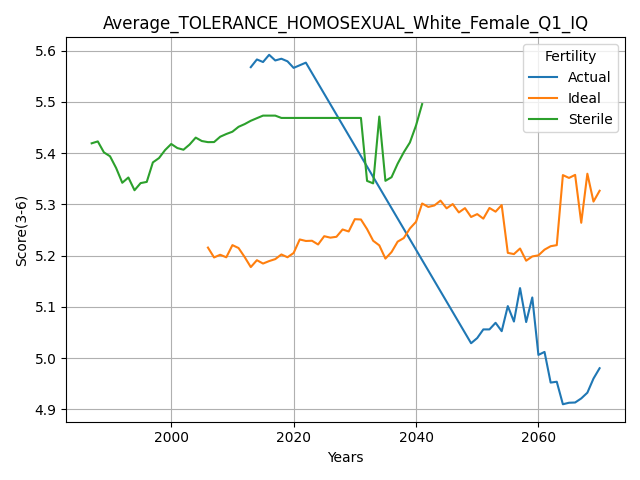 Average_TOLERANCE_HOMOSEXUAL_White_Female_Q1_IQ
Score(3-6)
5.6
5.5
5.4
5.3
5.2
5.1
5.0
4.9
Fertility
Actual
Ideal
Sterile
2000
2020
2040
2060
Years